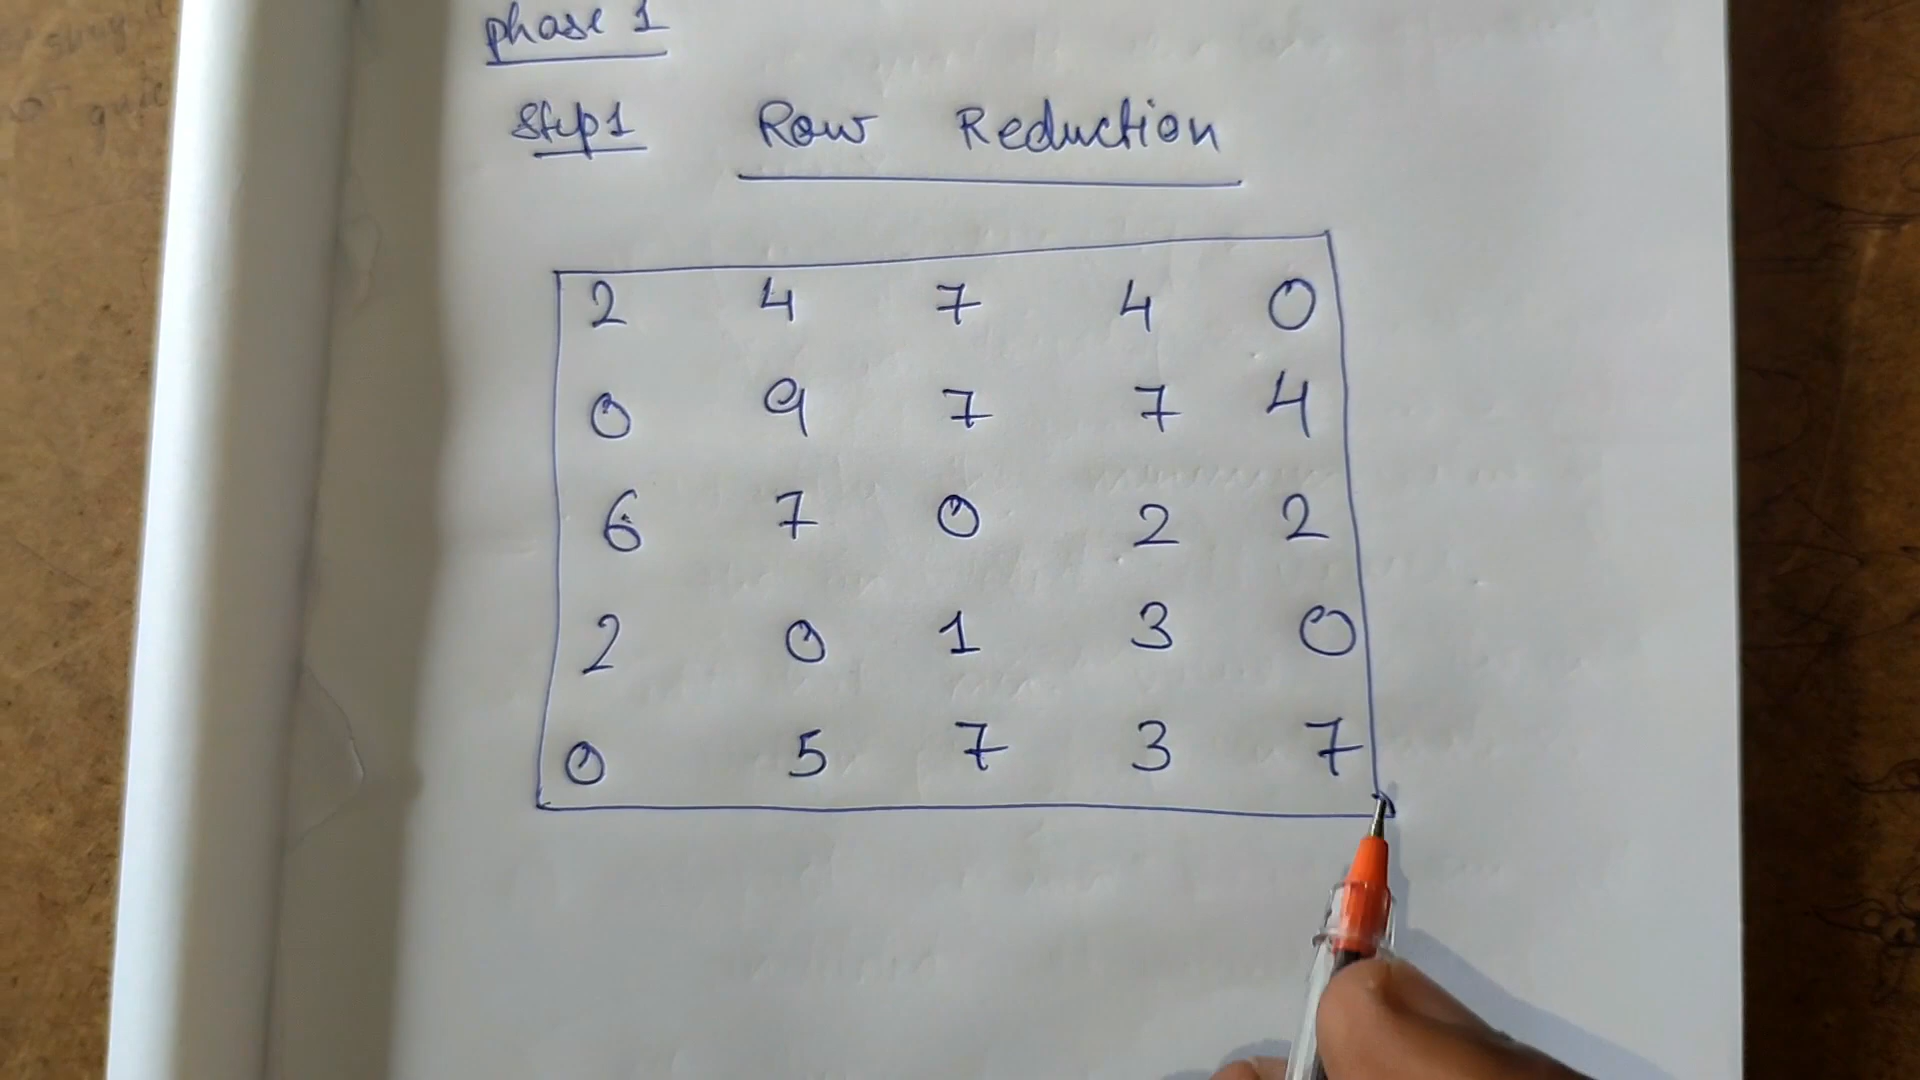 phase 1
Step1 Row Reduction
2 4 7 4 0
0 9 7 7 4
6 7 0 2 2
2 0 1 3 0
0 5 7 3 7